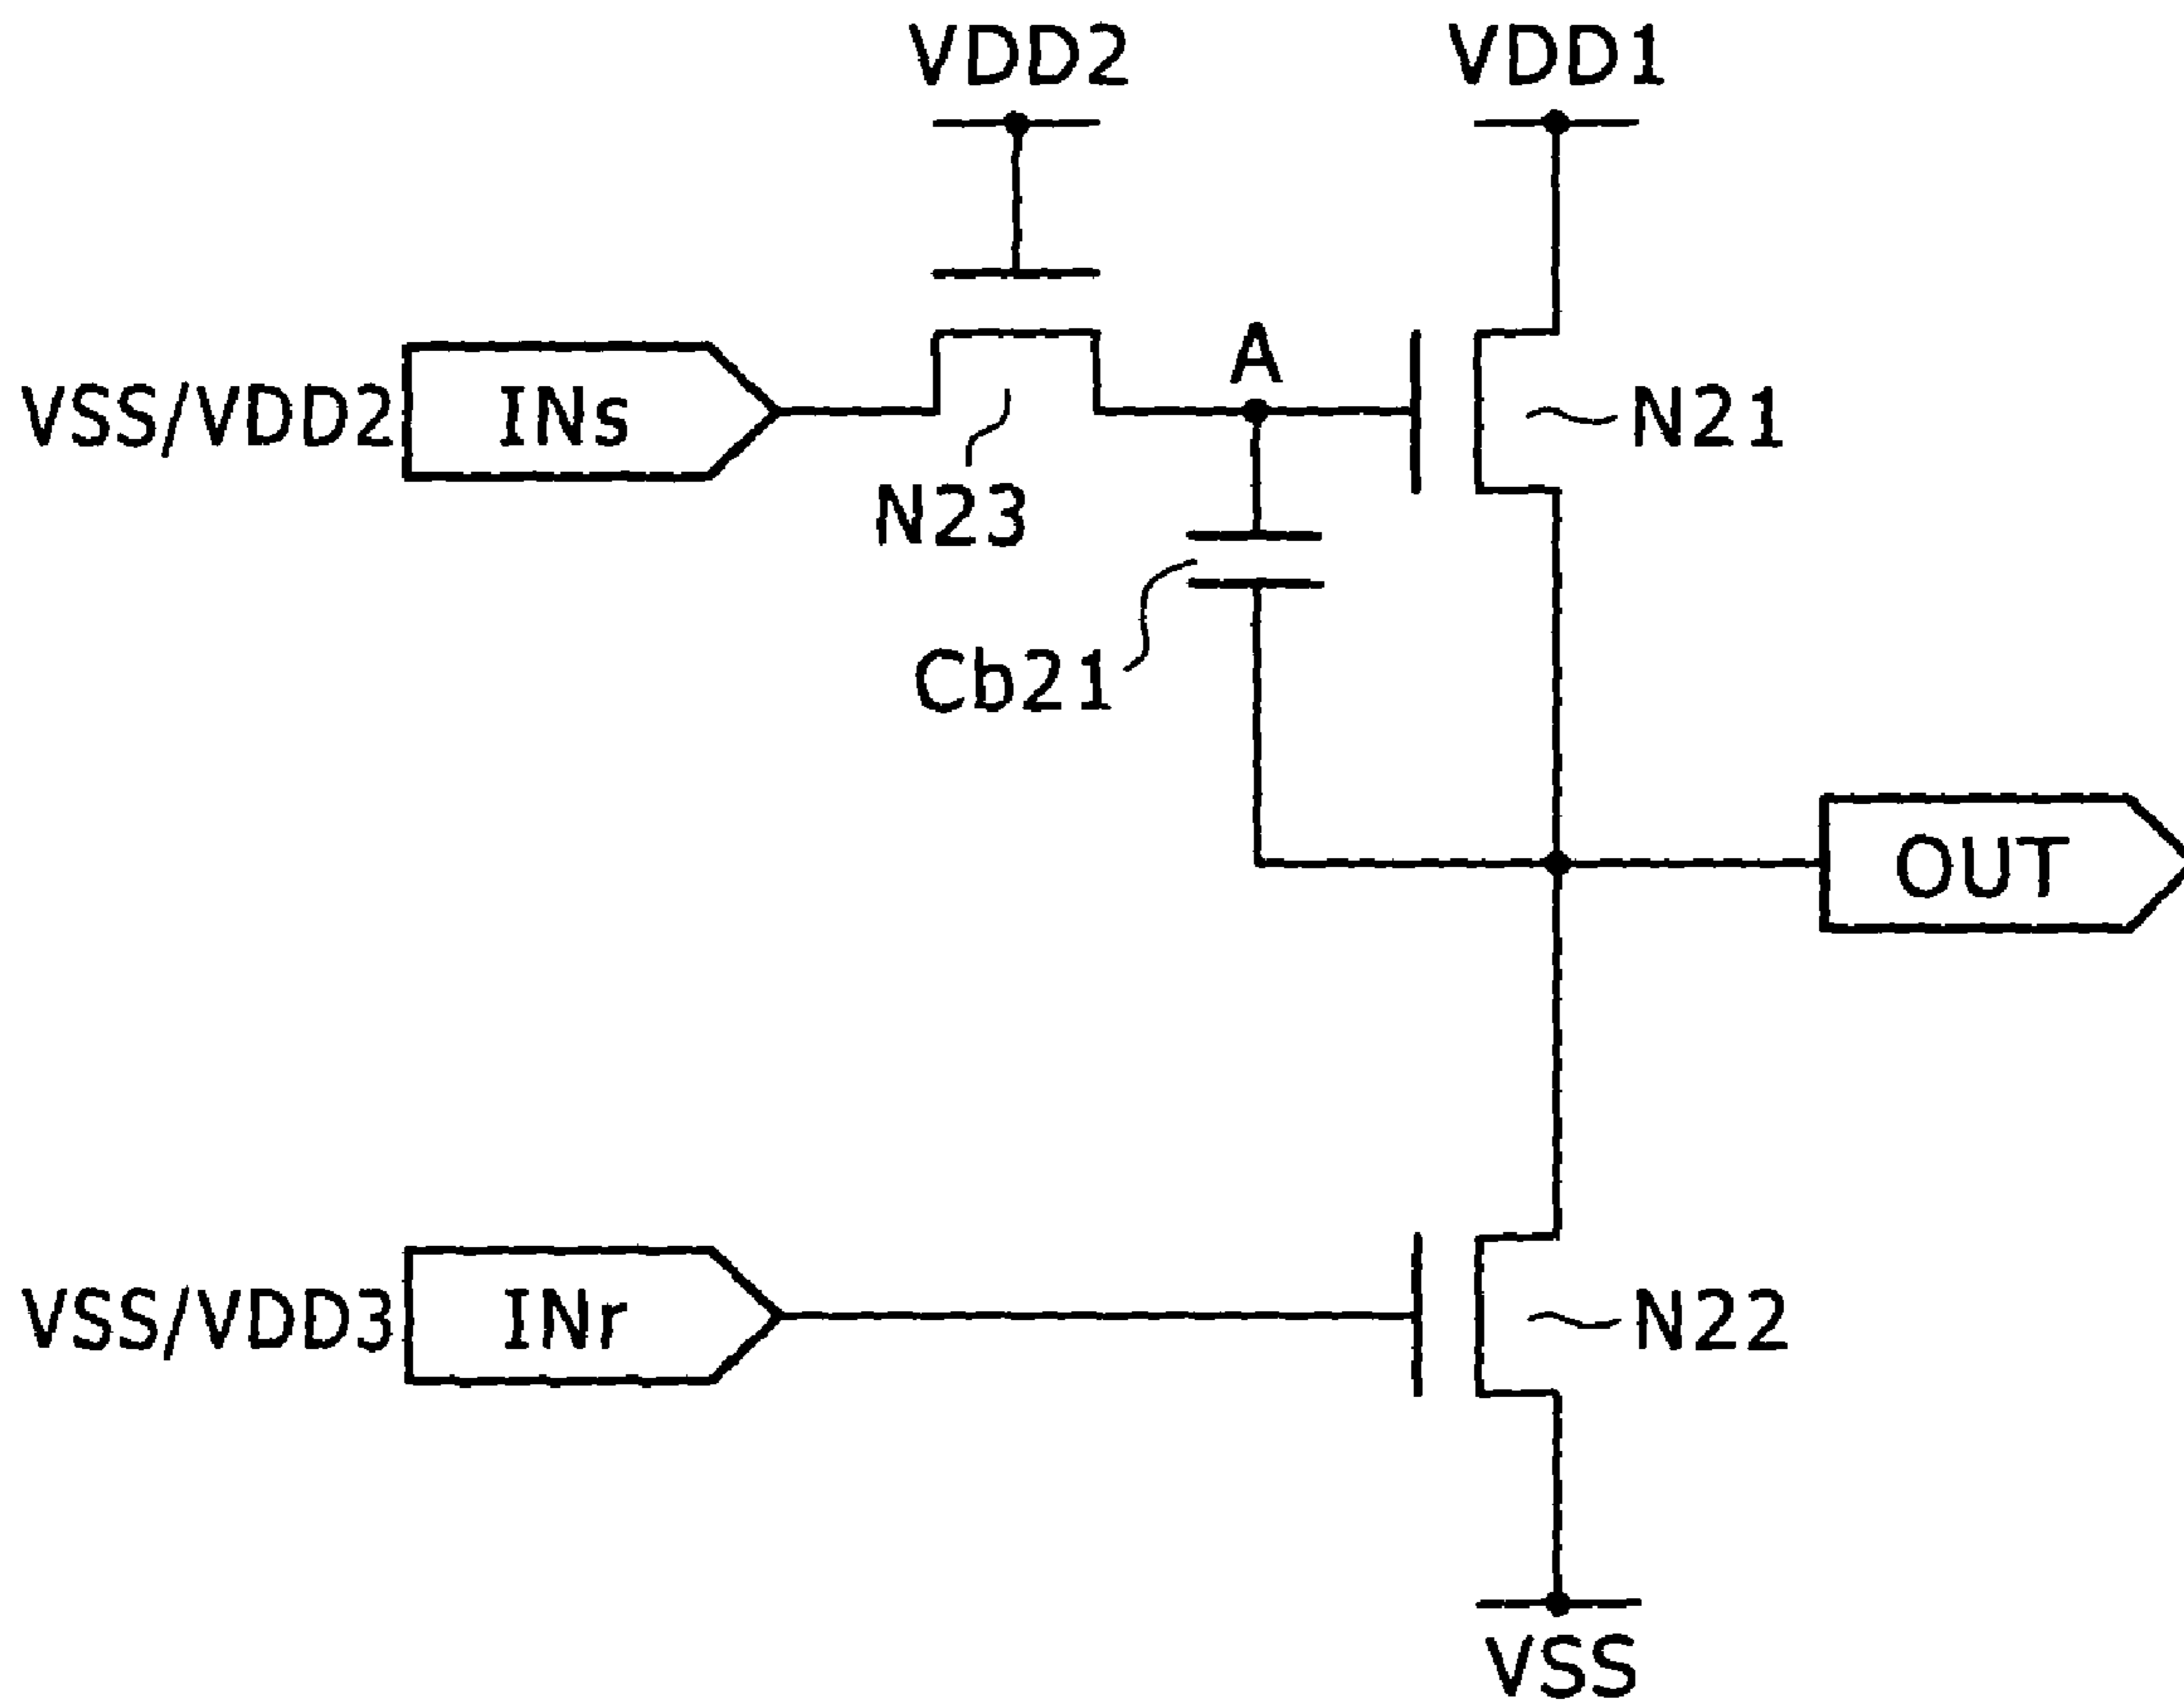 VDD2
VDD1
VSS/VDD2
INs
A
N21
N23
Cb21
OUT
VSS/VDD3
INr
N22
VSS